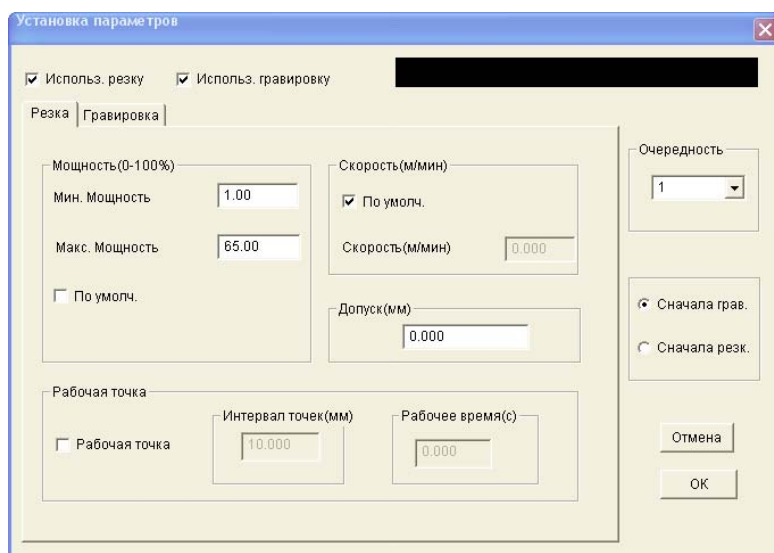 Установка параметров
Использ. резку
Использ. гравировку
Резка
Гравировка
Мощность(0-100%)
Мин. Мощность
1.00
Макс. Мощность
65.00
По умолч.
Скорость(м/мин)
По умолч.
Скорость(м/мин)
0.000
Допуск(мм)
0.000
Рабочая точка
Рабочая точка
Интервал точек(мм)
10.000
Рабочее время(с)
0.000
Очередность
1
Сначала грав.
Сначала резк.
Отмена
ОК